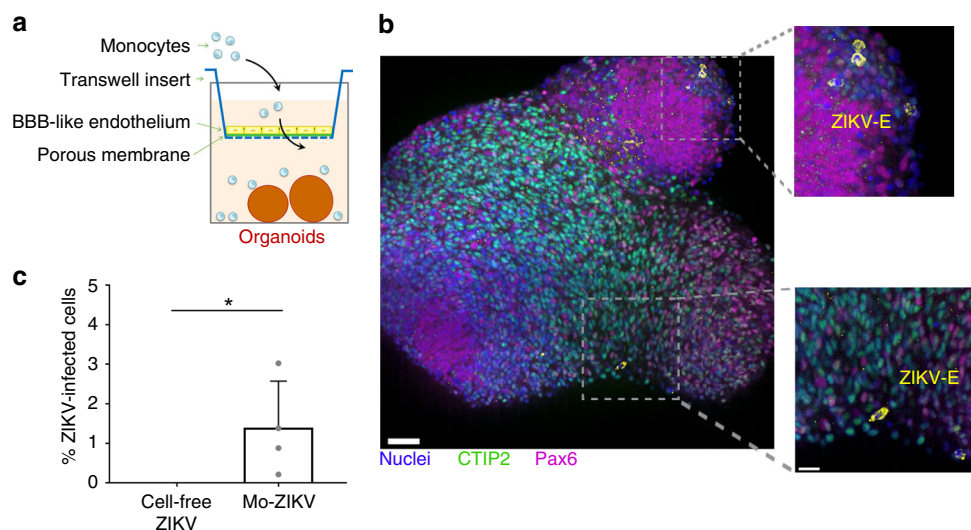 a
Monocytes
Transwell insert
BBB-like endothelium
Porous membrane
Organoids
b
ZIKV-E
ZIKV-E
Nuclei CTIP2 Pax6
c
% ZIKV-infected cells
5
4
3
2
1
0
*
Cell-free
ZIKV
Mo-ZIKV